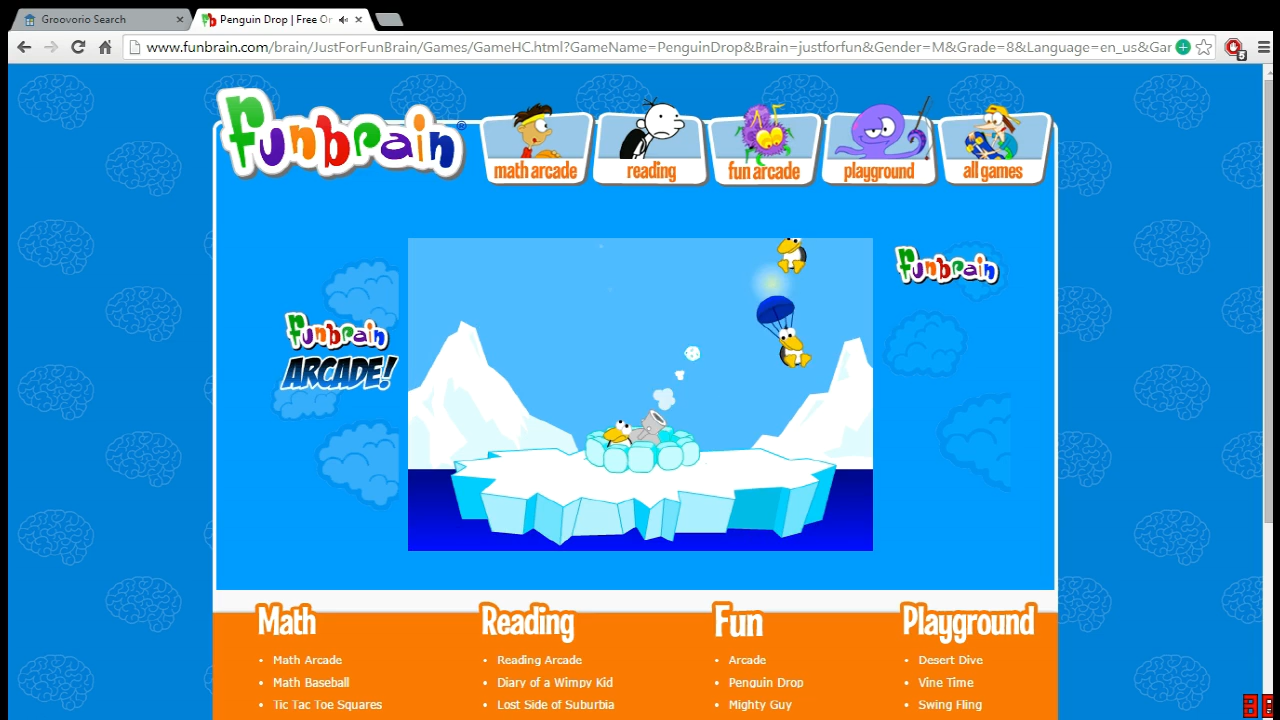 Groovorio Search
Penguin Drop | Free Or
www.funbrain.com/brain/JustForFunBrain/Games/GameHC.html?GameName=PenguinDrop&Brain=justforfun&Gender=M&Grade=8&Language=en_us&Gar
5
funbrain®
math arcade
reading
fun arcade
playground
all games
funbrain
funbrain
ARCADE!
Math
Reading
Fun
Playground
• Math Arcade
• Reading Arcade
• Arcade
• Desert Dive
• Math Baseball
• Diary of a Wimpy Kid
• Penguin Drop
• Vine Time
• Tic Tac Toe Squares
• Lost Side of Suburbia
• Mighty Guy
• Swing Fling